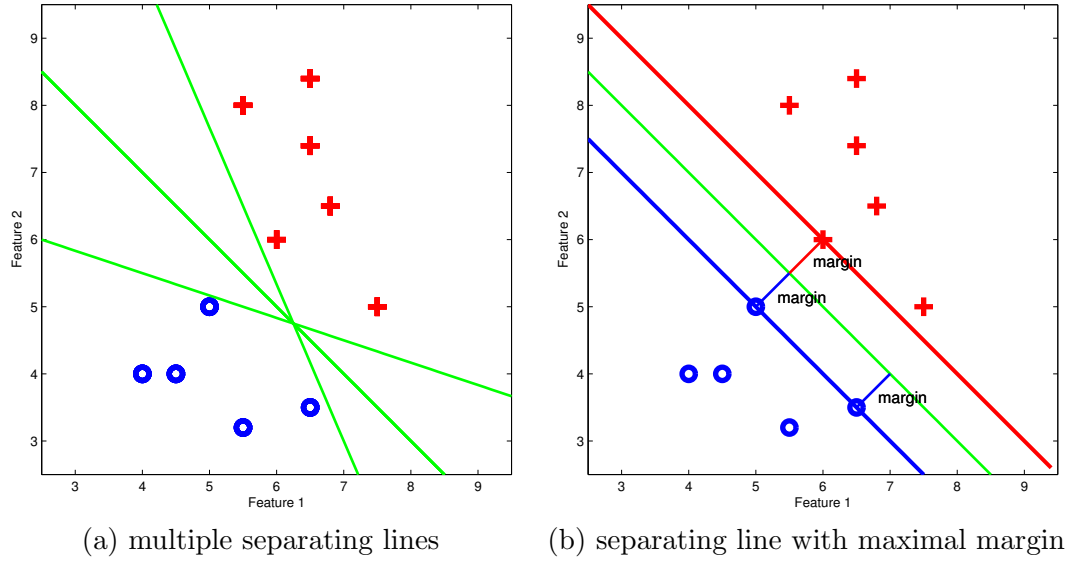 9
8
7
6
5
4
3
Feature 2
3 4 5 6 7 8 9
Feature 1
(a) multiple separating lines
9
8
7
6
5
4
3
Feature 2
margin
margin
margin
3 4 5 6 7 8 9
Feature 1
(b) separating line with maximal margin